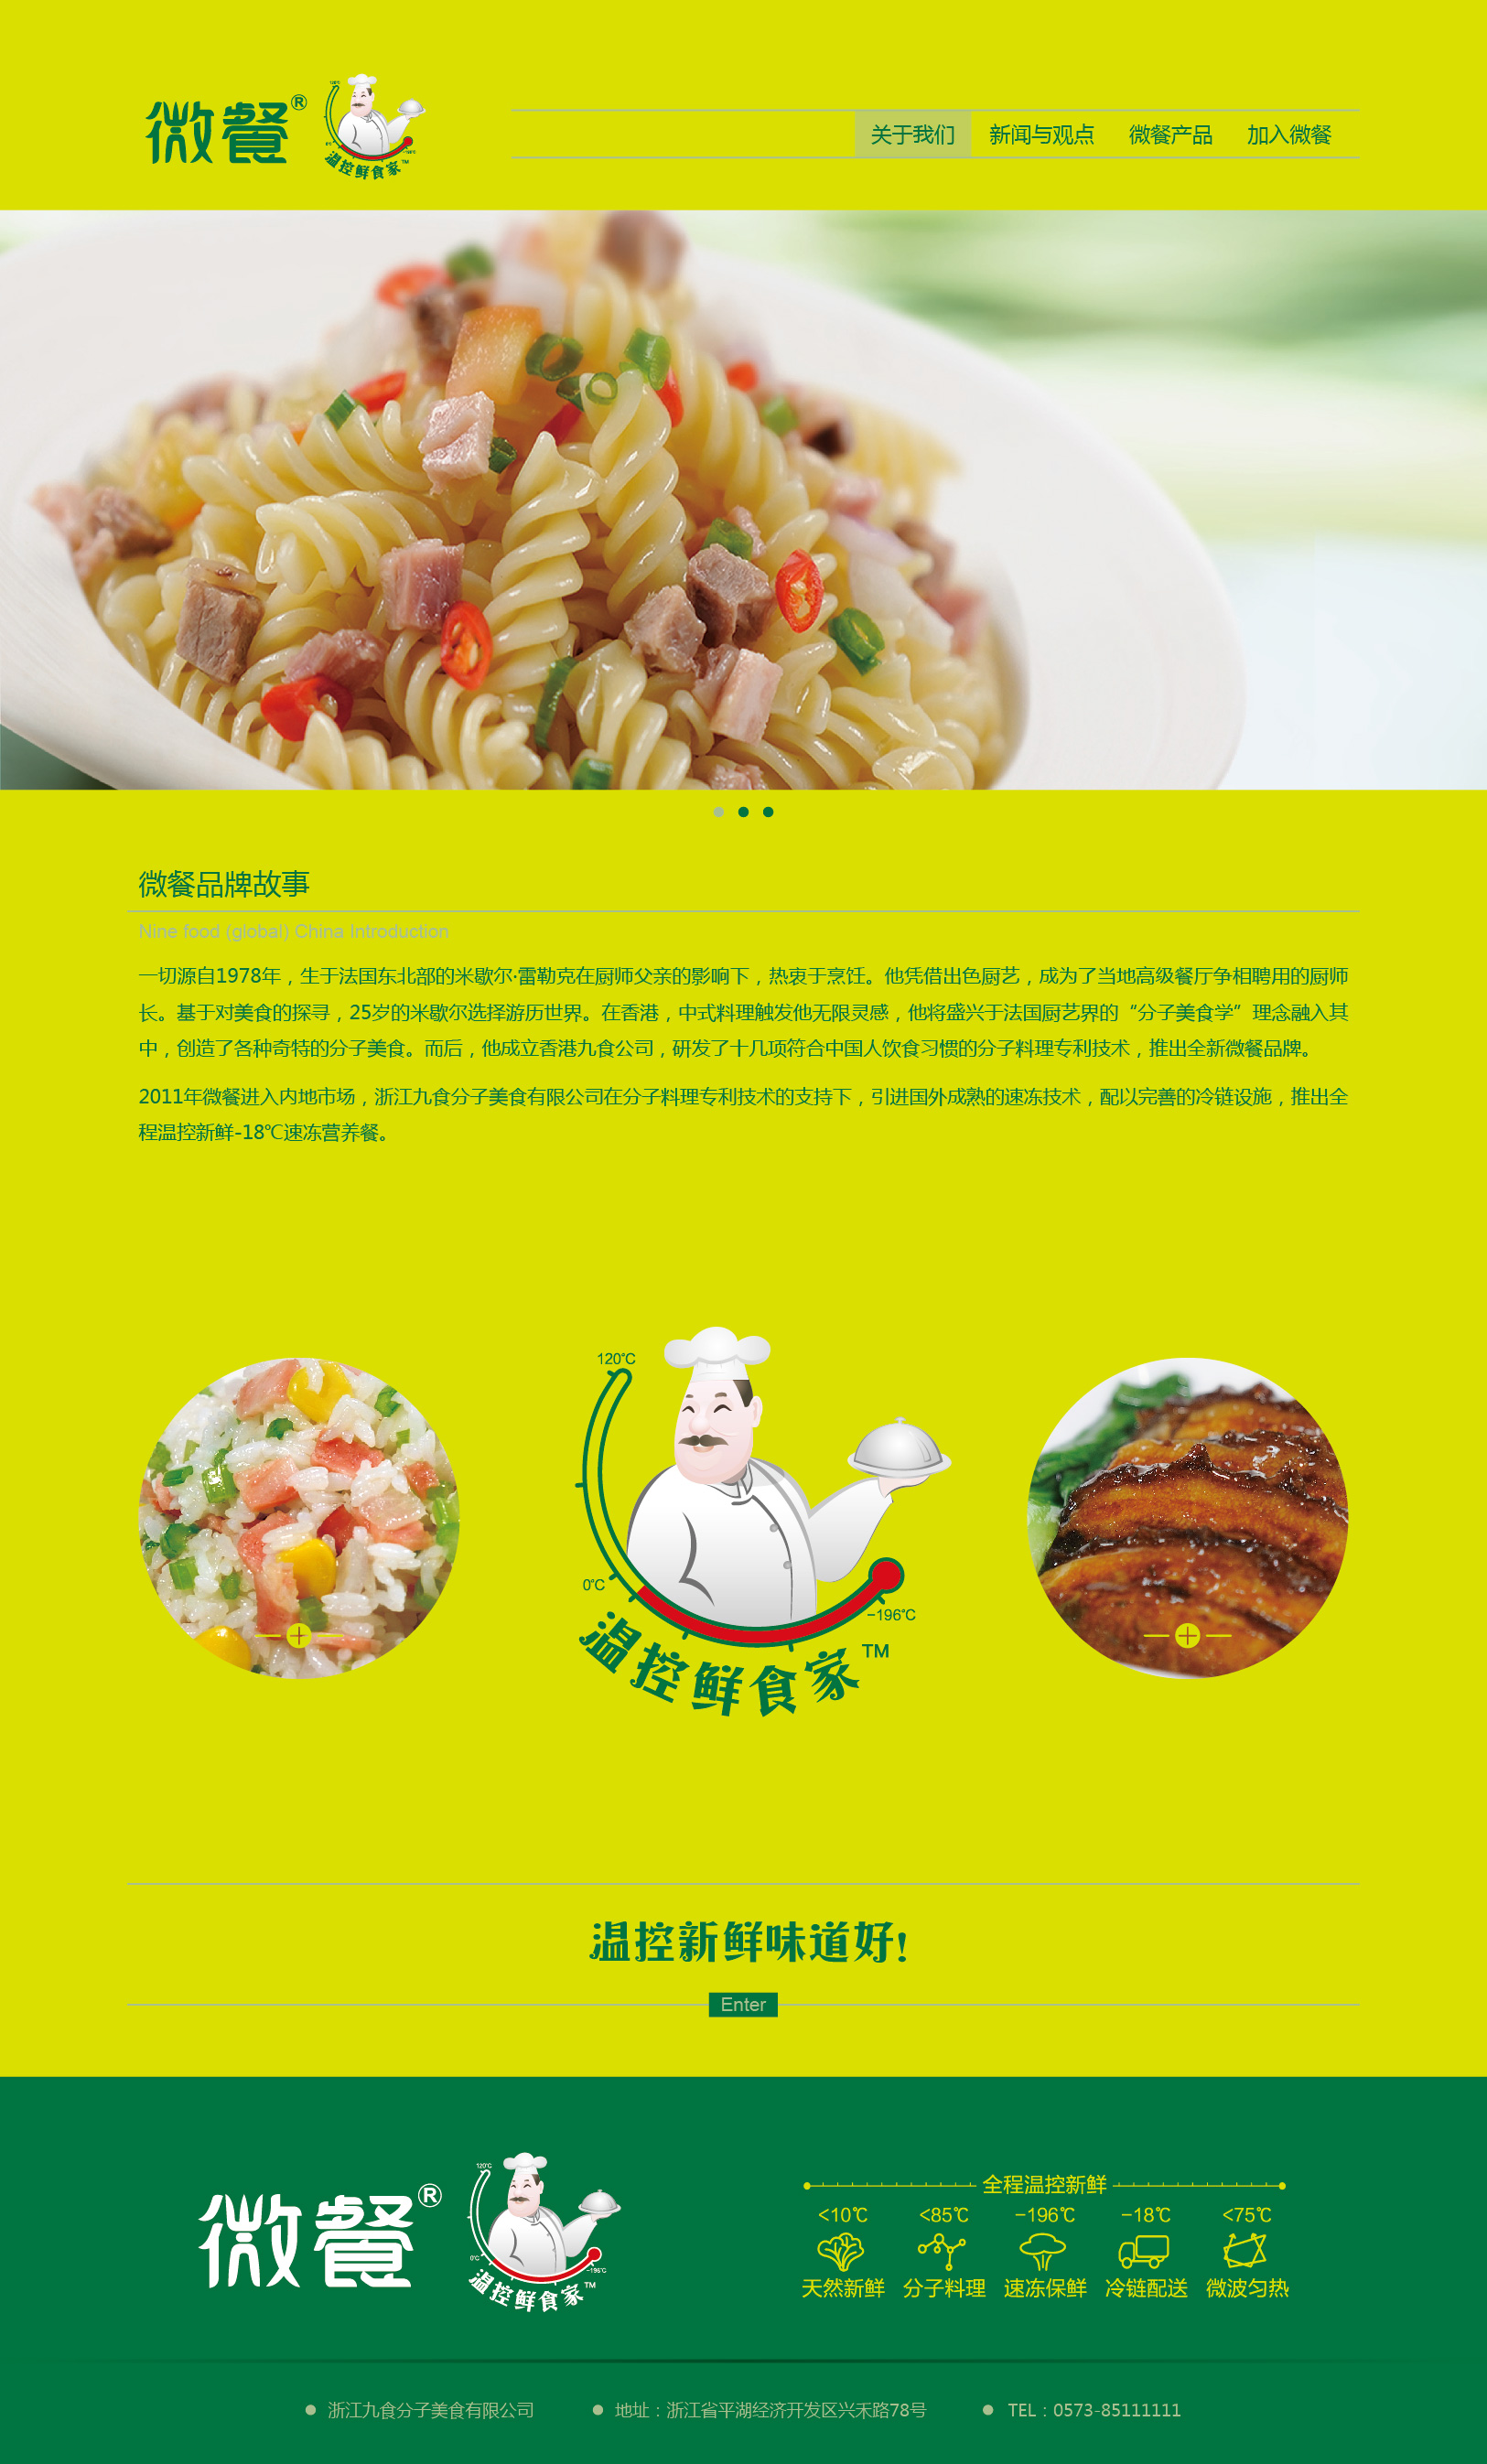 微餐®
120℃
0℃
-196℃
温控鲜食家™
关于我们 新闻与观点 微餐产品 加入微餐
微餐品牌故事
Nine food (global) China Introduction
一切源自1978年，生于法国东北部的米歇尔·雷勒克在厨师父亲的影响下，热衷于烹饪。他凭借出色厨艺，成为了当地高级餐厅争相聘用的厨师
长。基于对美食的探寻，25岁的米歇尔选择游历世界。在香港，中式料理触发他无限灵感，他将盛兴于法国厨艺界的“分子美食学”理念融入其
中，创造了各种奇特的分子美食。而后，他成立香港九食公司，研发了十几项符合中国人饮食习惯的分子料理专利技术，推出全新微餐品牌。
2011年微餐进入内地市场，浙江九食分子美食有限公司在分子料理专利技术的支持下，引进国外成熟的速冻技术，配以完善的冷链设施，推出全
程温控新鲜-18℃速冻营养餐。
120℃
0℃
-196℃
温控鲜食家™
温控新鲜味道好!
Enter
微餐®
120℃
0℃
-196℃
温控鲜食家™
全程温控新鲜
<10℃ <85℃ -196℃ -18℃ <75℃
天然新鲜 分子料理 速冻保鲜 冷链配送 微波匀热
浙江九食分子美食有限公司 地址：浙江省平湖经济开发区兴禾路78号 TEL：0573-85111111